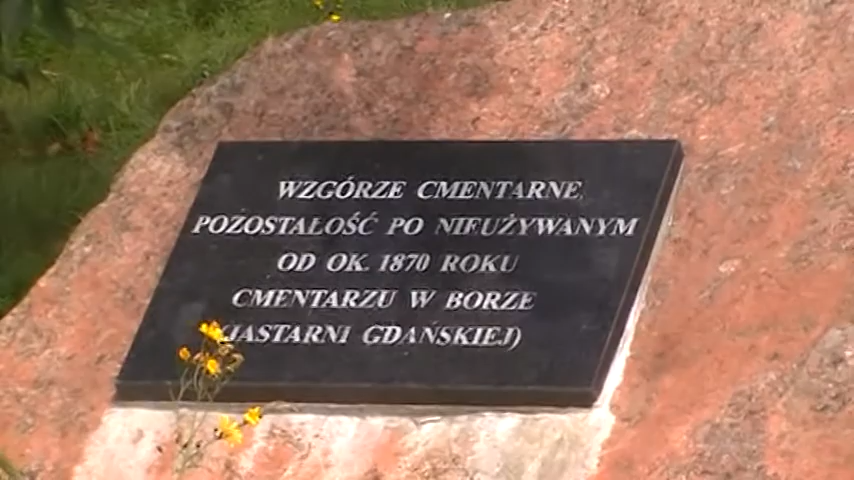 WZGÓRZE CMENTARNE,
POZOSTAŁOŚĆ PO NIEUŻYWANYM
OD OK. 1870 ROKU
CMENTARZU W BORZE
(JASTARNI GDAŃSKIEJ)